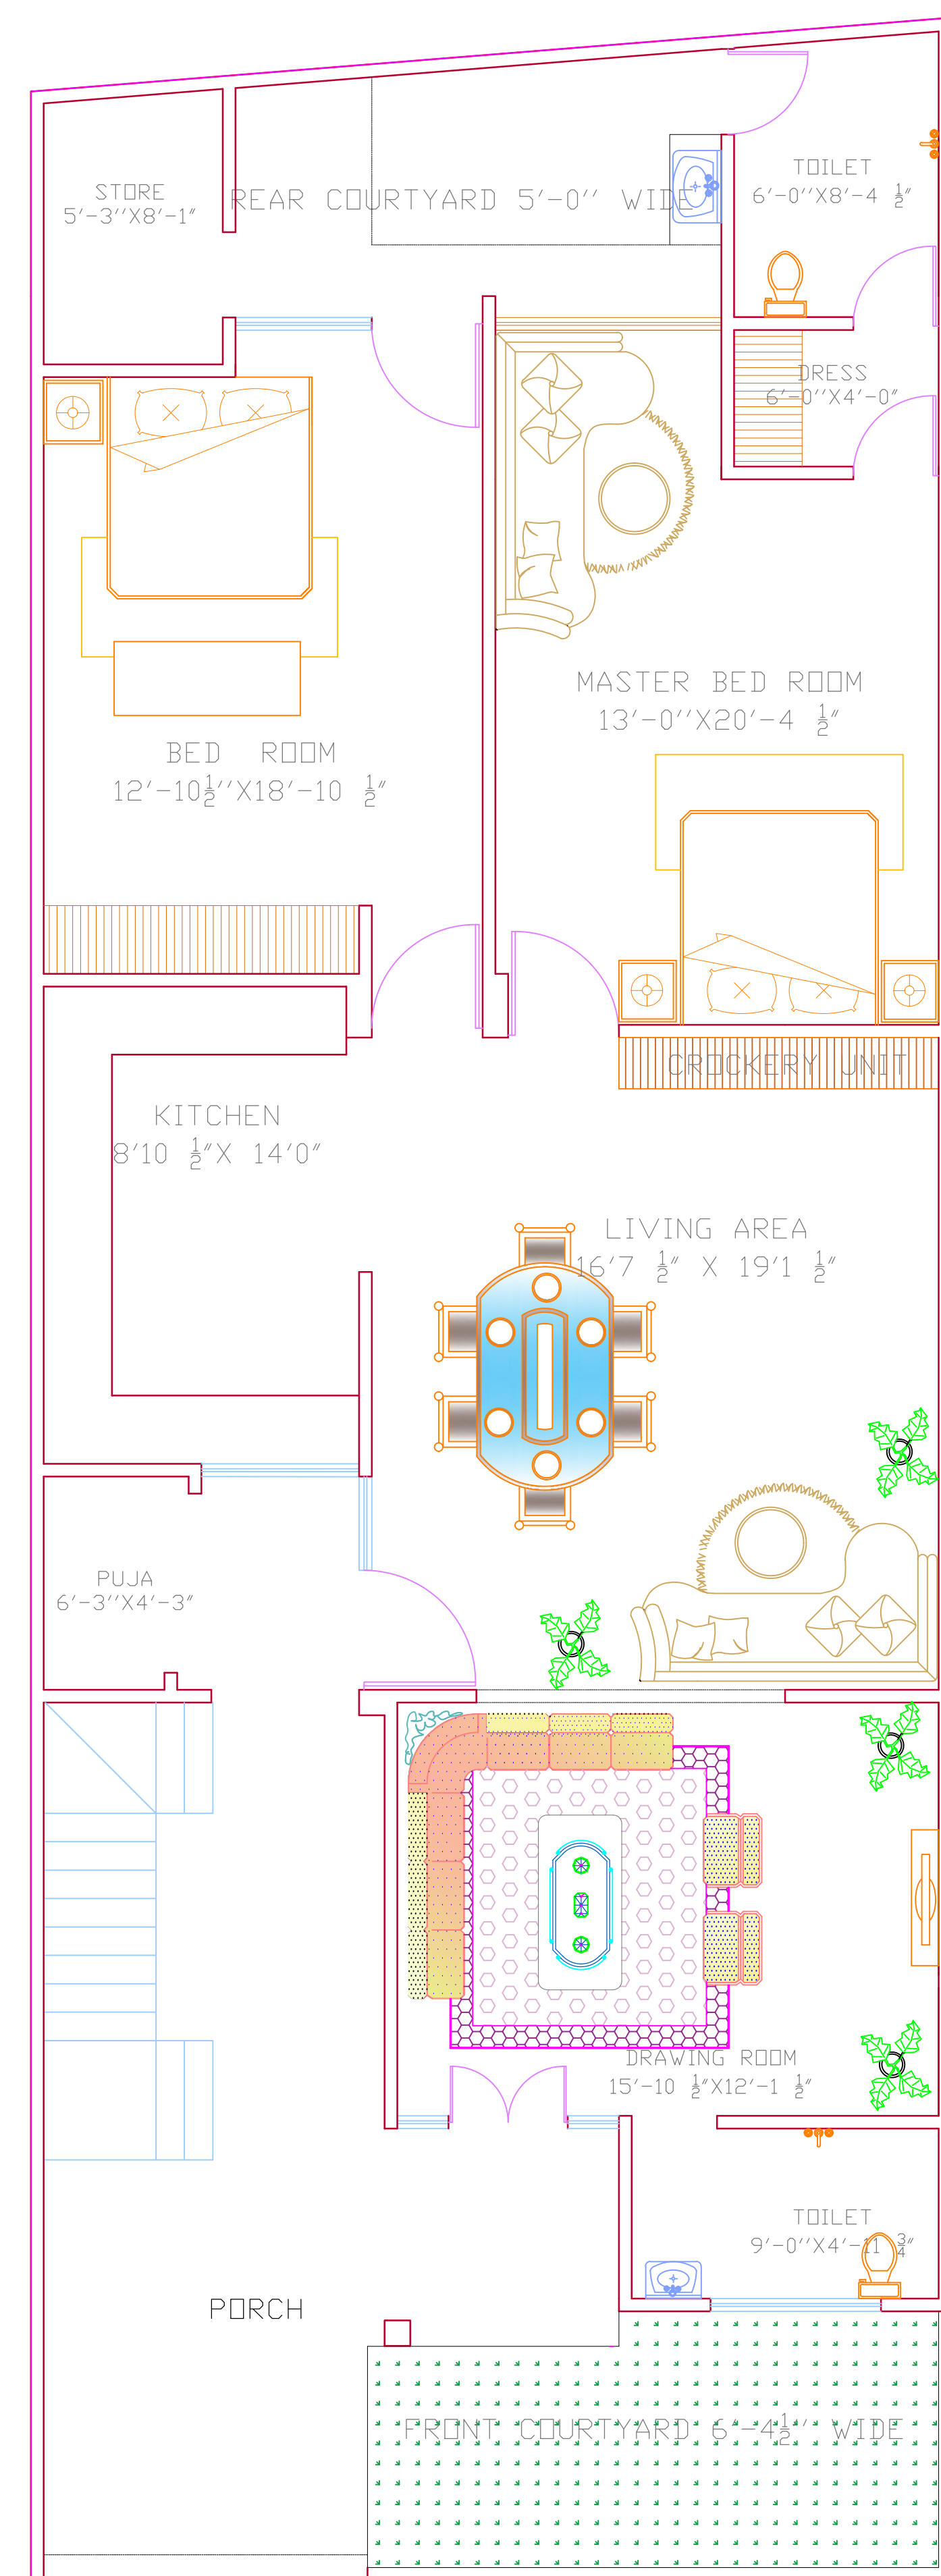 TOILET
6'-0''X8'-4 ½"
STORE
5'-3''X8'-1"
REAR COURTYARD 5'-0'' WIDE
DRESS
6'-0''X4'-0"
MASTER BED ROOM
13'-0''X20'-4 ½"
BED ROOM
12'-10½''X18'-10 ½"
CROCKERY UNIT
KITCHEN
8'10 ½"X 14'0"
LIVING AREA
16'7 ½" X 19'1 ½"
PUJA
6'-3''X4'-3"
DRAWING ROOM
15'-10 ½"X12'-1 ½"
TOILET
9'-0''X4'-11 ¾"
PORCH
FRONT COURTYARD 6'-4½'' WIDE